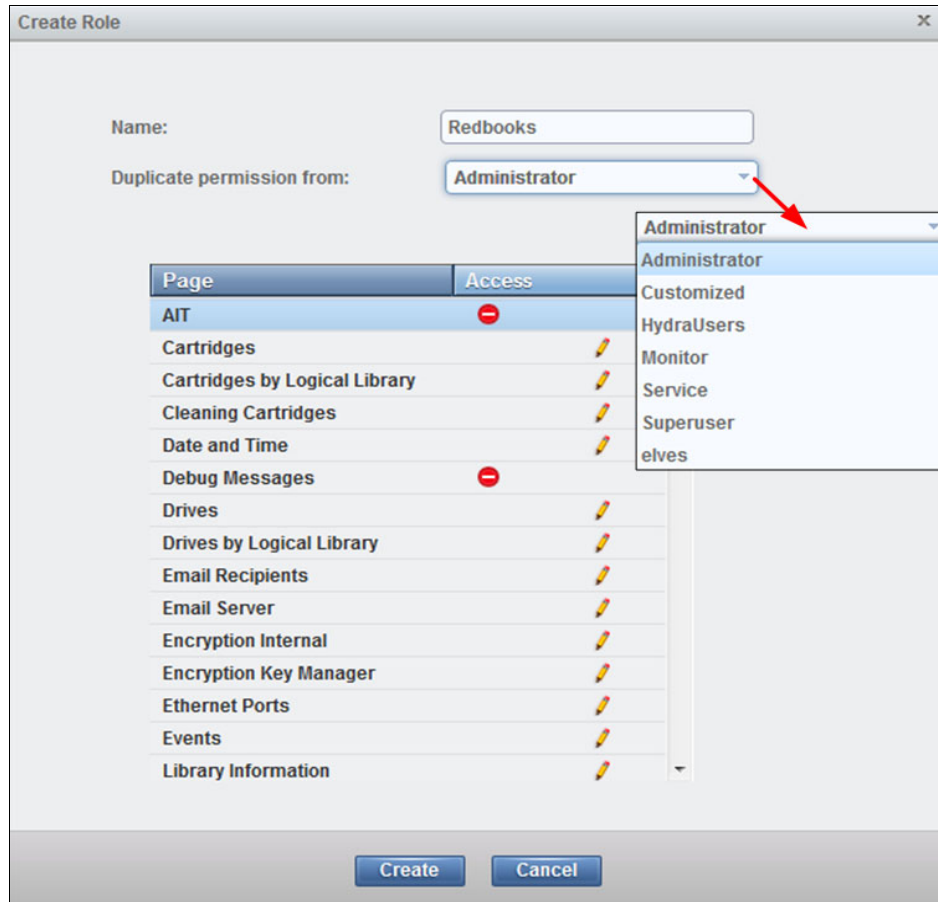 Create Role
Name:
Redbooks
Duplicate permission from:
Administrator
Administrator
Administrator
Customized
HydraUsers
Monitor
Service
Superuser
elves
Page
Access
AIT
Cartridges
Cartridges by Logical Library
Cleaning Cartridges
Date and Time
Debug Messages
Drives
Drives by Logical Library
Email Recipients
Email Server
Encryption Internal
Encryption Key Manager
Ethernet Ports
Events
Library Information
Create
Cancel